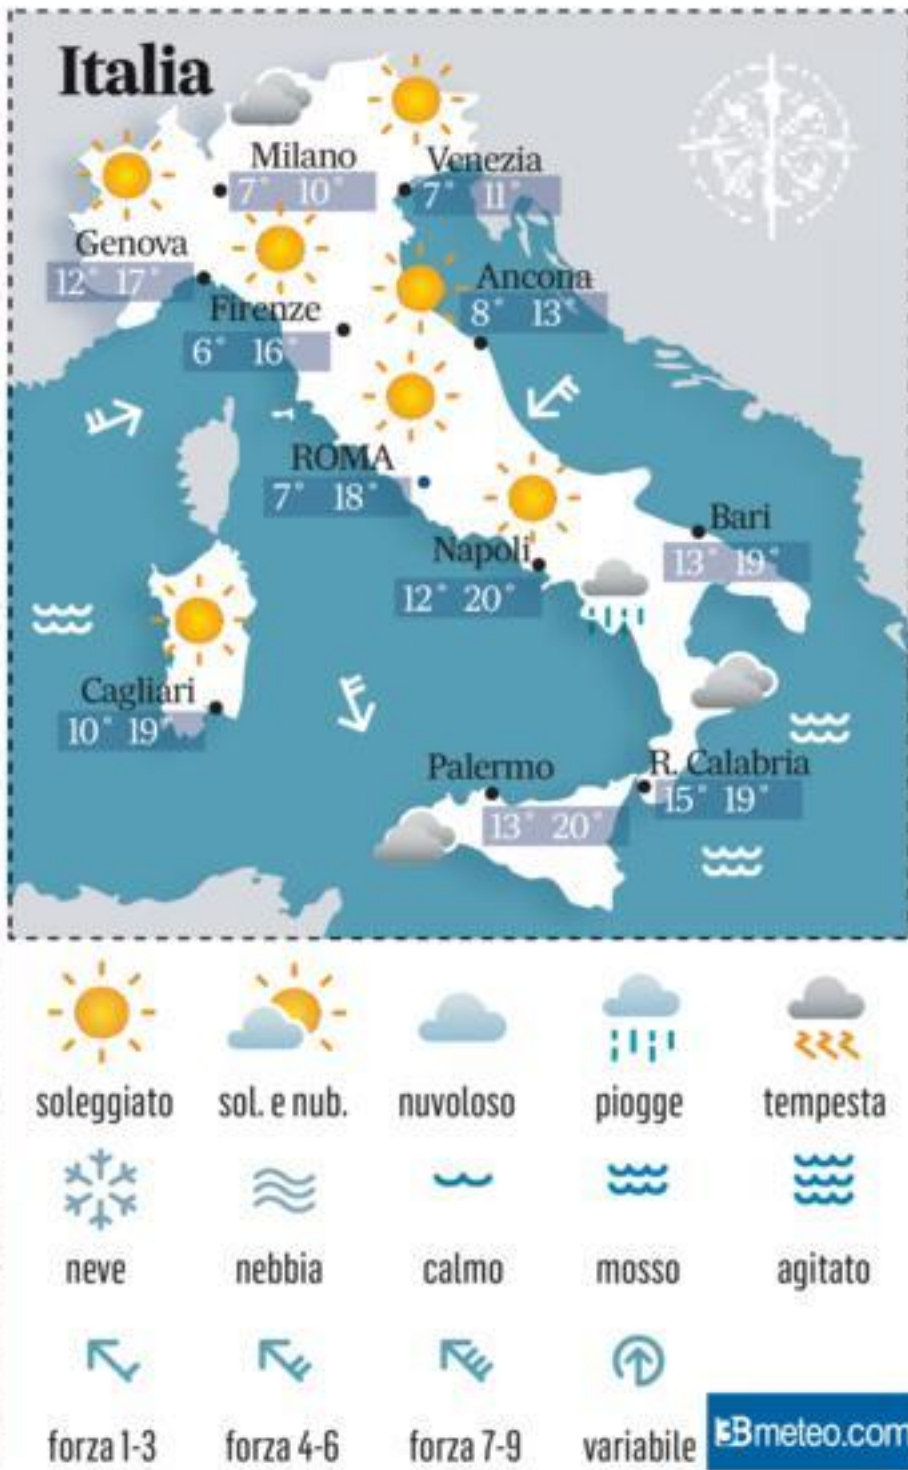 Italia
Milano
7° 10°
Venezia
7° 11°
Genova
12° 17°
Ancona
8° 13°
Firenze
6° 16°
ROMA
7° 18°
Bari
13° 19°
Napoli
12° 20°
Cagliari
10° 19°
Palermo
13° 20°
R. Calabria
15° 19°
soleggiato sol. e nub. nuvoloso piogge tempesta
neve nebbia calmo mosso agitato
forza 1-3 forza 4-6 forza 7-9 variabile
3Bmeteo.com